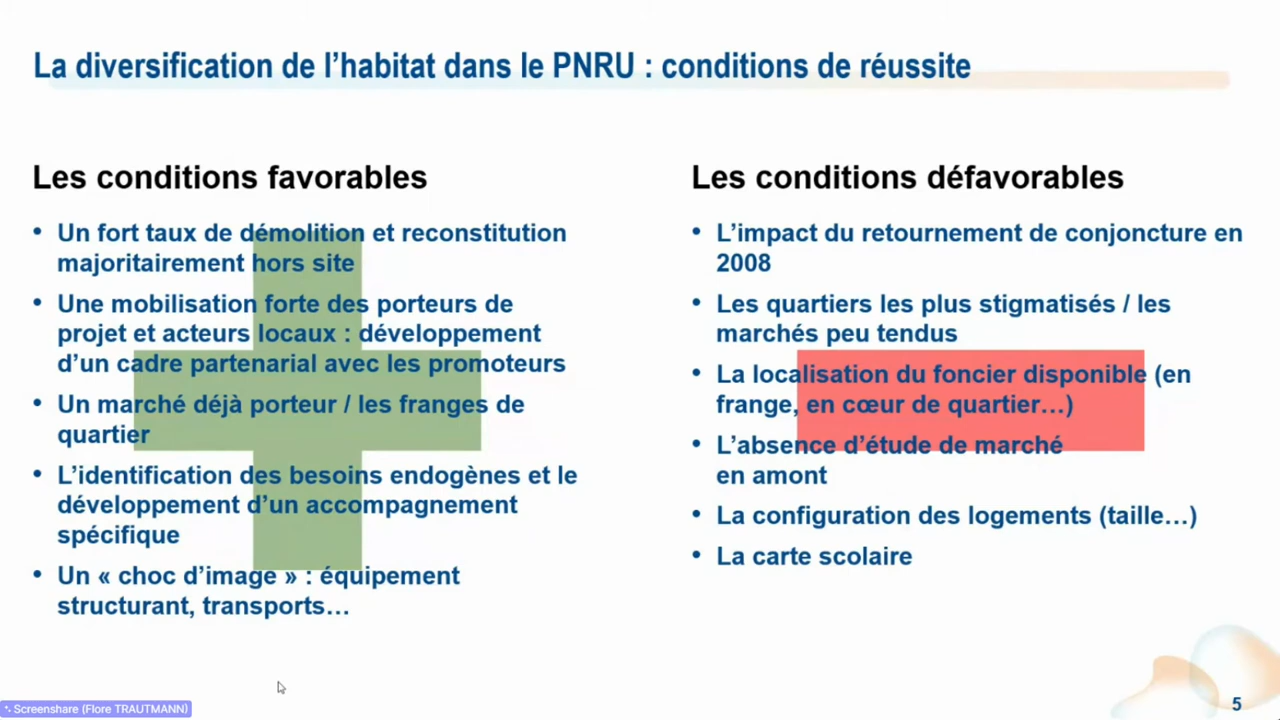 La diversification de l’habitat dans le PNRU : conditions de réussite
Les conditions favorables
• Un fort taux de démolition et reconstitution
majoritairement hors site
• Une mobilisation forte des porteurs de
projet et acteurs locaux : développement
d’un cadre partenarial avec les promoteurs
• Un marché déjà porteur / les franges de
quartier
• L’identification des besoins endogènes et le
développement d’un accompagnement
spécifique
• Un « choc d’image » : équipement
structurant, transports…
Les conditions défavorables
• L’impact du retournement de conjoncture en
2008
• Les quartiers les plus stigmatisés / les
marchés peu tendus
• La localisation du foncier disponible (en
frange, en cœur de quartier…)
• L’absence d’étude de marché
en amont
• La configuration des logements (taille…)
• La carte scolaire
5
Screenshare (Flore TRAUTMANN)